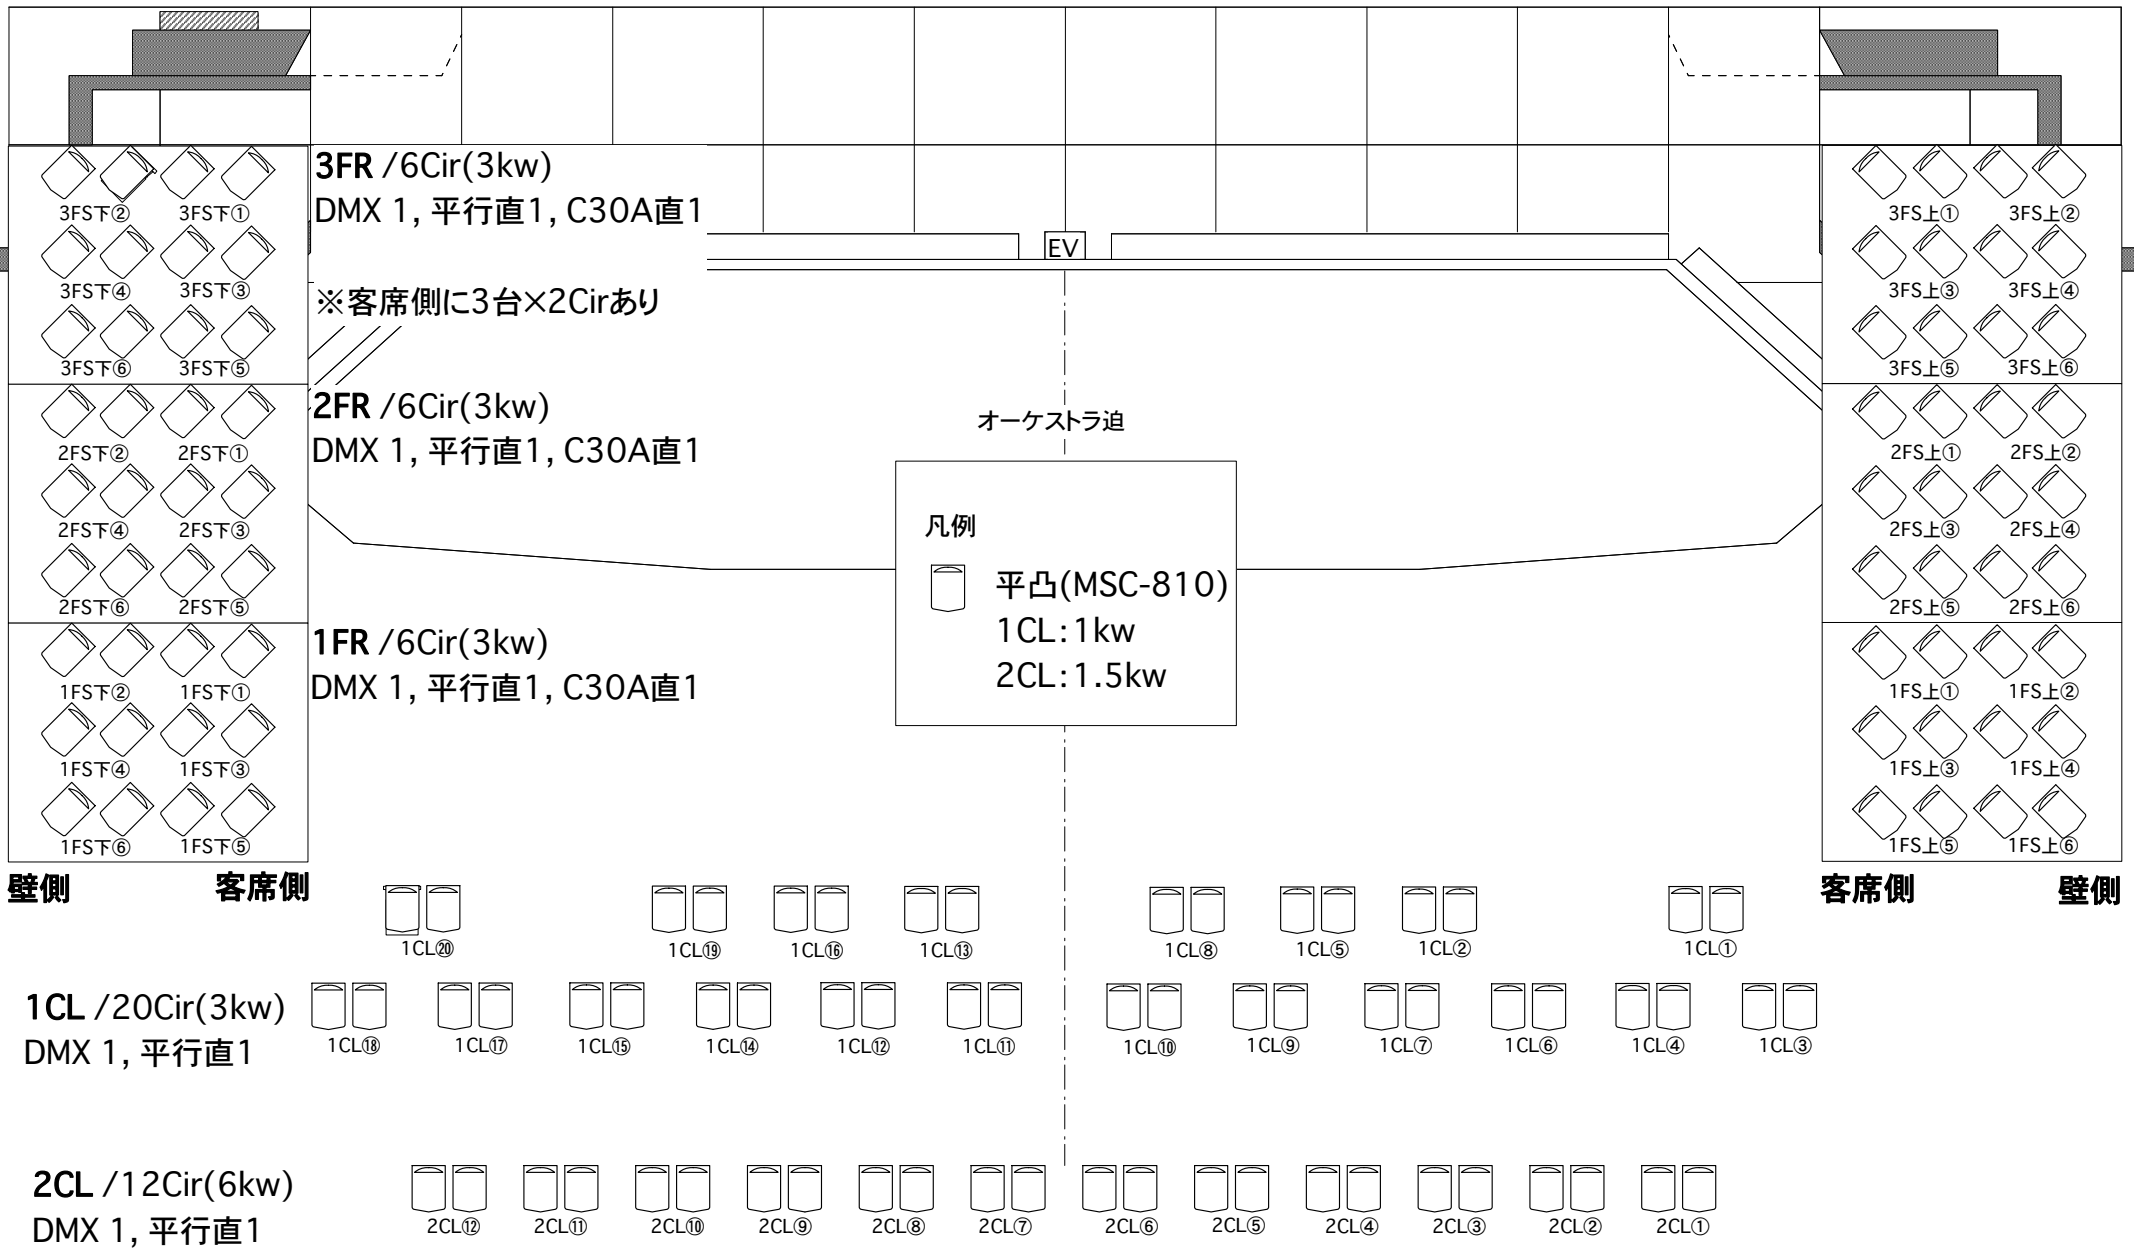 3FR /6Cir(3kw)
DMX 1, 平行直1, C30A直1
※客席側に3台×2Cirあり
3FS下② 3FS下①
3FS下④ 3FS下③
3FS下⑥ 3FS下⑤
EV
3FS上① 3FS上②
3FS上③ 3FS上④
3FS上⑤ 3FS上⑥
2FR /6Cir(3kw)
DMX 1, 平行直1, C30A直1
2FS下② 2FS下①
2FS下④ 2FS下③
2FS下⑥ 2FS下⑤
オーケストラ迫
2FS上① 2FS上②
2FS上③ 2FS上④
2FS上⑤ 2FS上⑥
凡例
平凸(MSC-810)
1CL:1kw
2CL:1.5kw
1FR /6Cir(3kw)
DMX 1, 平行直1, C30A直1
1FS下② 1FS下①
1FS下④ 1FS下③
1FS下⑥ 1FS下⑤
1FS上① 1FS上②
1FS上③ 1FS上④
1FS上⑤ 1FS上⑥
壁側 客席側 客席側 壁側
1CL⑳ 1CL⑲ 1CL⑯ 1CL⑬ 1CL⑧ 1CL⑤ 1CL② 1CL①
1CL /20Cir(3kw)
DMX 1, 平行直1
1CL⑱ 1CL⑰ 1CL⑮ 1CL⑭ 1CL⑫ 1CL⑪ 1CL⑩ 1CL⑨ 1CL⑦ 1CL⑥ 1CL④ 1CL③
2CL /12Cir(6kw)
DMX 1, 平行直1
2CL⑫ 2CL⑪ 2CL⑩ 2CL⑨ 2CL⑧ 2CL⑦ 2CL⑥ 2CL⑤ 2CL④ 2CL③ 2CL② 2CL①